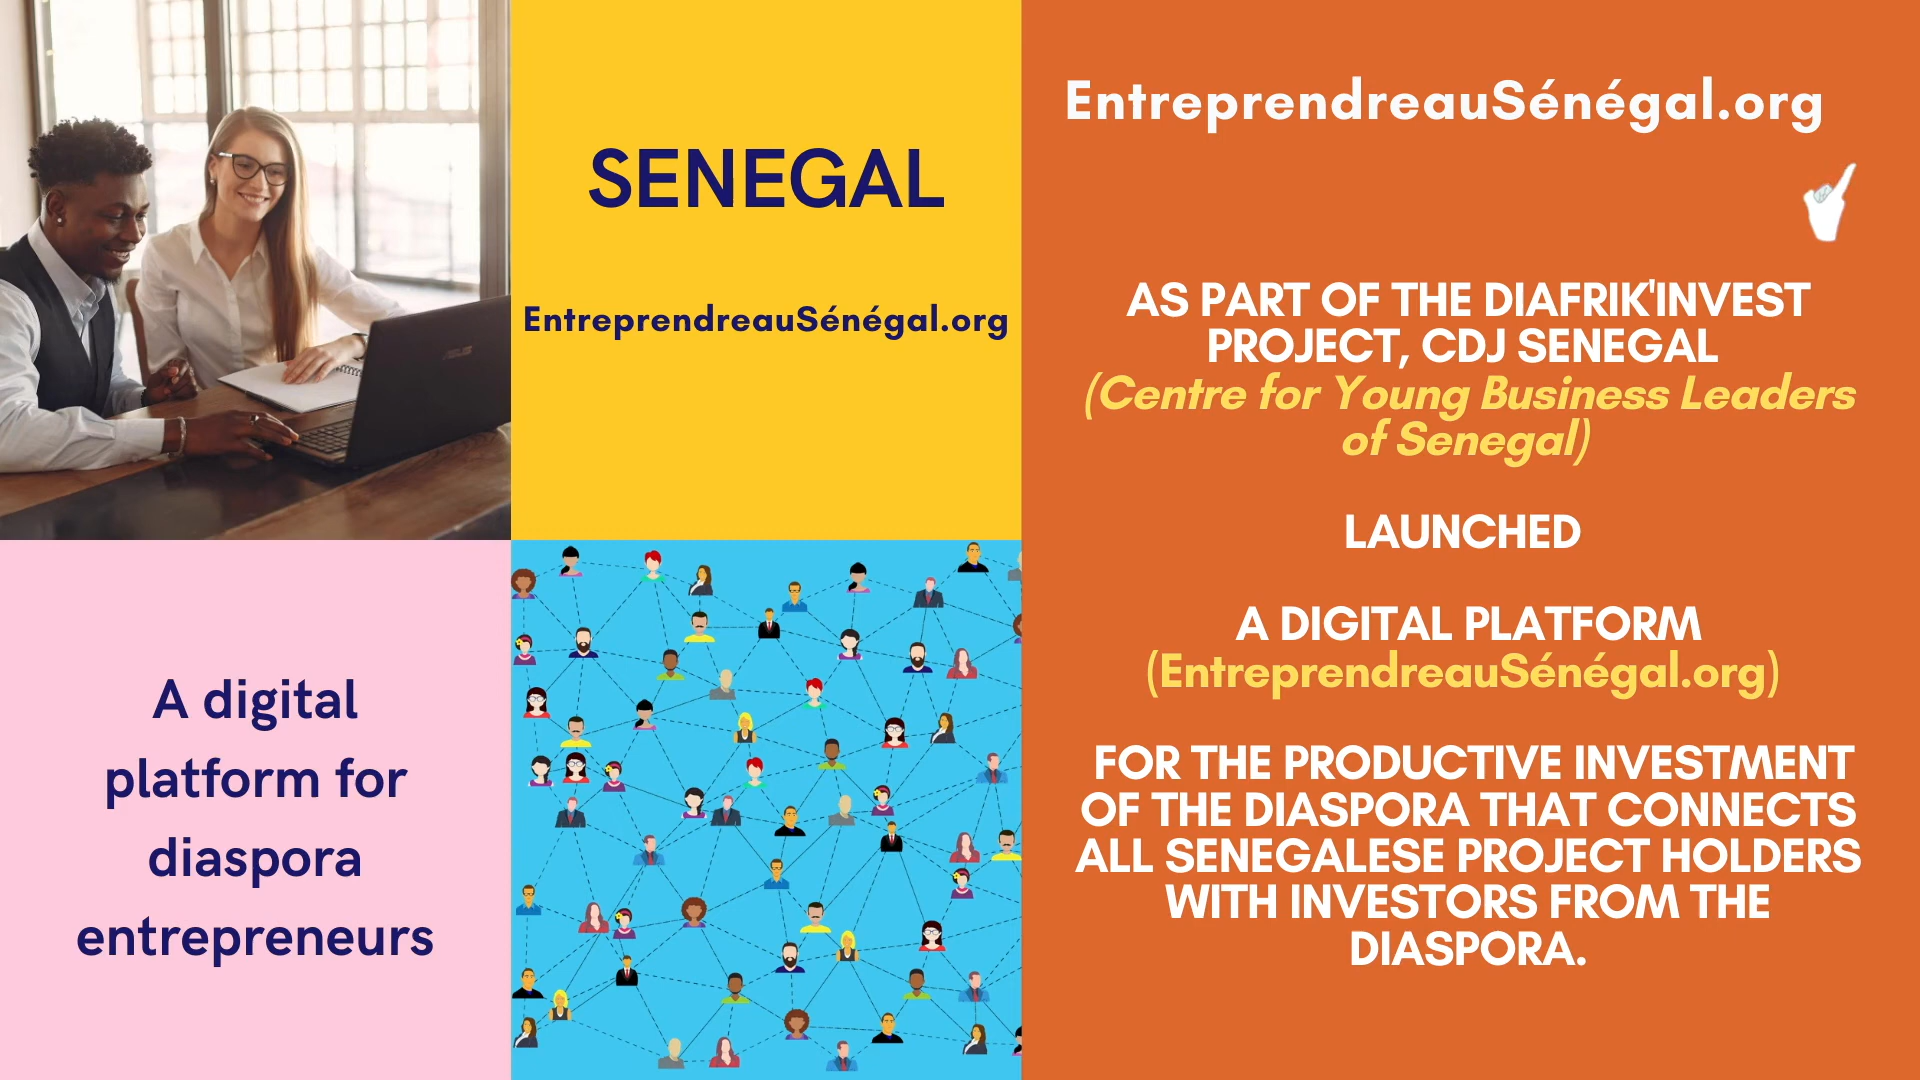 SENEGAL
EntreprendreauSénégal.org
A digital
platform for
diaspora
entrepreneurs
EntreprendreauSénégal.org
AS PART OF THE DIAFRIK'INVEST
PROJECT, CDJ SENEGAL
(Centre for Young Business Leaders
of Senegal)
LAUNCHED
A DIGITAL PLATFORM
(EntreprendreauSénégal.org)
FOR THE PRODUCTIVE INVESTMENT
OF THE DIASPORA THAT CONNECTS
ALL SENEGALESE PROJECT HOLDERS
WITH INVESTORS FROM THE
DIASPORA.